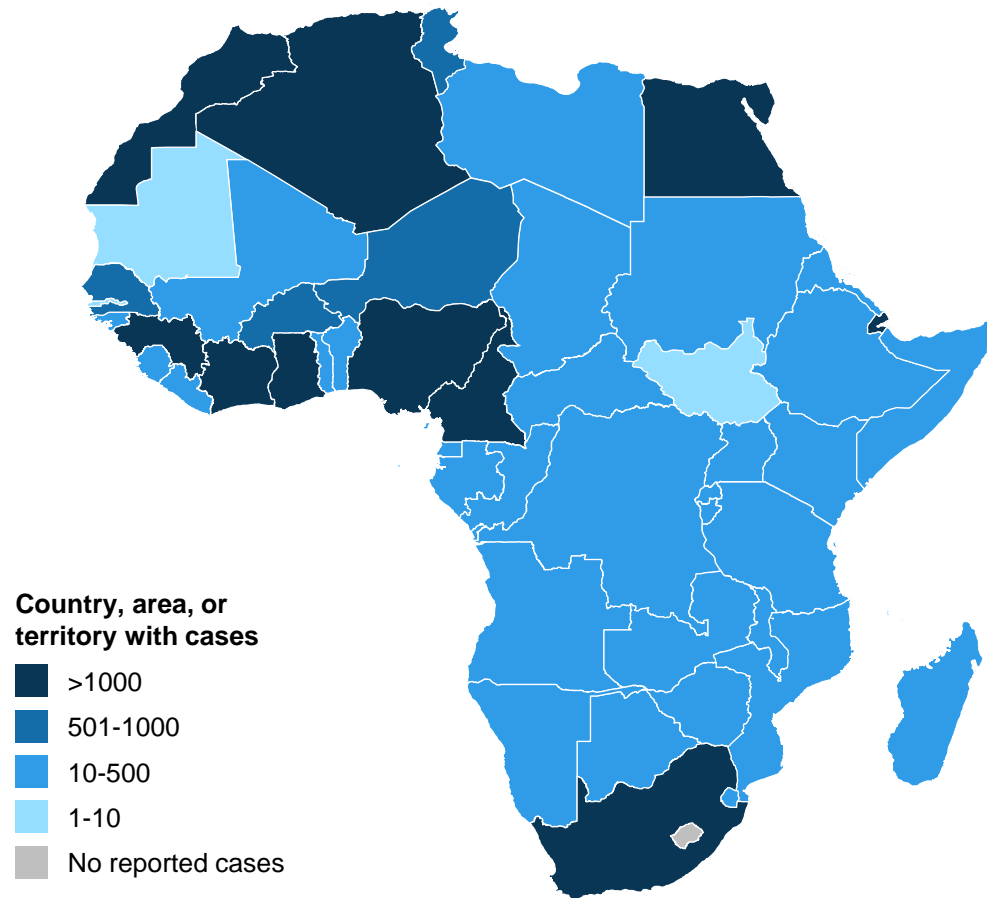 Country, area, or
territory with cases
>1000
501-1000
10-500
1-10
No reported cases